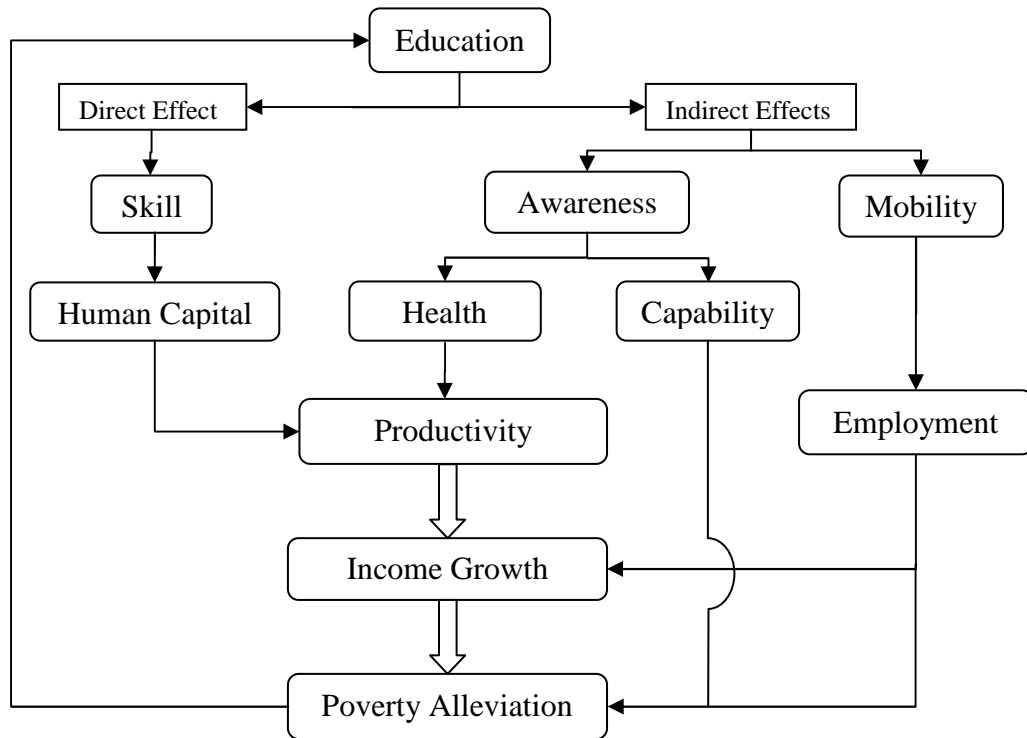 Education
Direct Effect
Indirect Effects
Skill
Awareness
Mobility
Human Capital
Health
Capability
Productivity
Employment
Income Growth
Poverty Alleviation